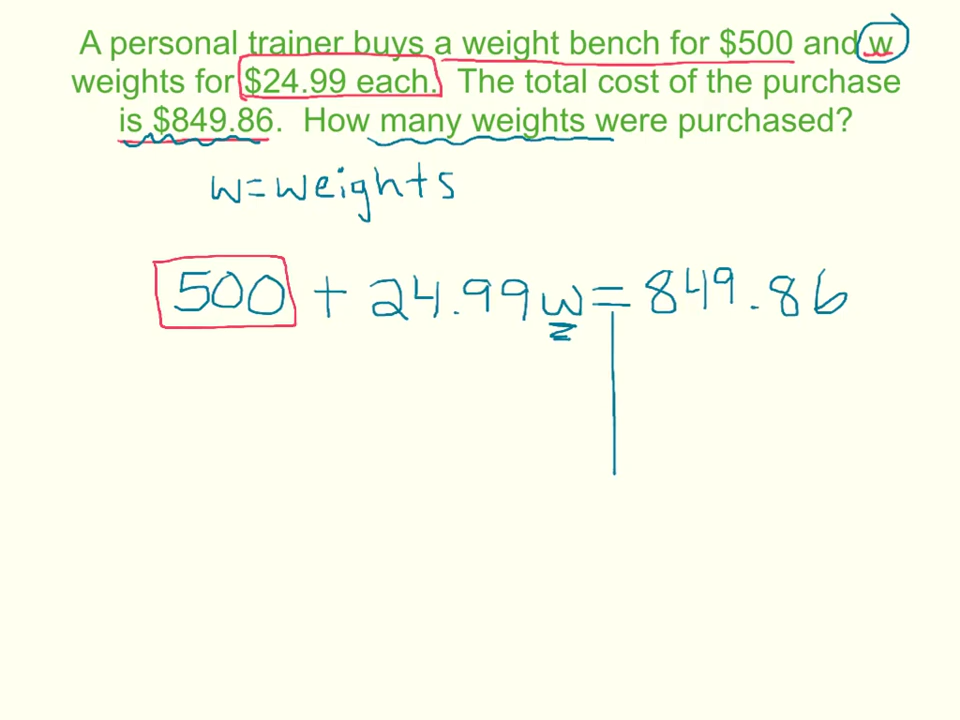 A personal trainer buys a weight bench for $500 and w
weights for $24.99 each. The total cost of the purchase
is $849.86. How many weights were purchased?
w=weights
500 + 24.99w=849.86